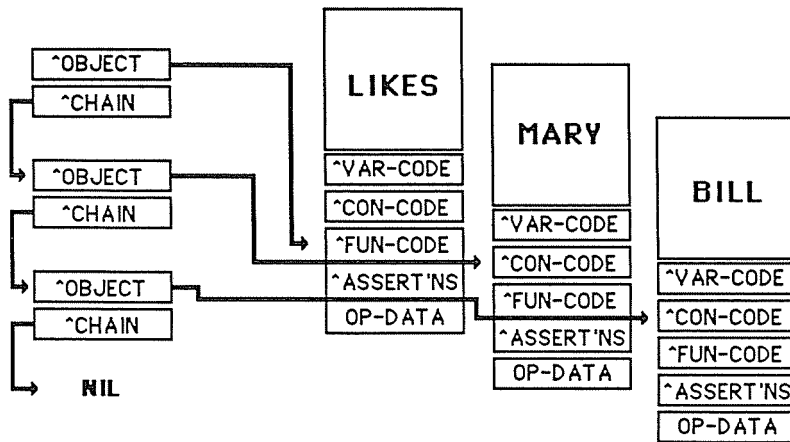 ^OBJECT
^CHAIN
^OBJECT
^CHAIN
^OBJECT
^CHAIN
NIL
LIKES
^VAR-CODE
^CON-CODE
^FUN-CODE
^ASSERT'NS
OP-DATA
MARY
^VAR-CODE
^CON-CODE
^FUN-CODE
^ASSERT'NS
OP-DATA
BILL
^VAR-CODE
^CON-CODE
^FUN-CODE
^ASSERT'NS
OP-DATA